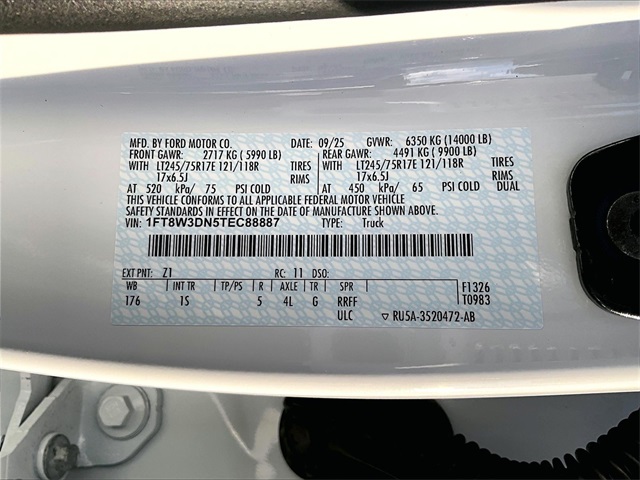 MFD. BY FORD MOTOR CO. DATE: 09/25 GVWR: 6350 KG (14000 LB)
FRONT GAWR: 2717 KG (5990 LB) REAR GAWR: 4491 KG (9900 LB)
WITH LT245/75R17E 121/118R TIRES WITH LT245/75R17E 121/118R TIRES
17x6.5J RIMS 17x6.5J RIMS
AT 520 kPa/ 75 PSI COLD AT 450 kPa/ 65 PSI COLD DUAL
THIS VEHICLE CONFORMS TO ALL APPLICABLE FEDERAL MOTOR VEHICLE
SAFETY AND THEFT PREVENTION STANDARDS IN EFFECT ON THE DATE OF MANUFACTURE SHOWN ABOVE.
VIN: 1FT8W3DN5TEC88887 TYPE: Truck
EXT PNT: Z1 RC: 11 DSO: F1326
WB INT TR TP/PS R AXLE TR SPR T0983
176 1S 5 4L G RRFF
ULC ▽ RU5A-3520472-AB